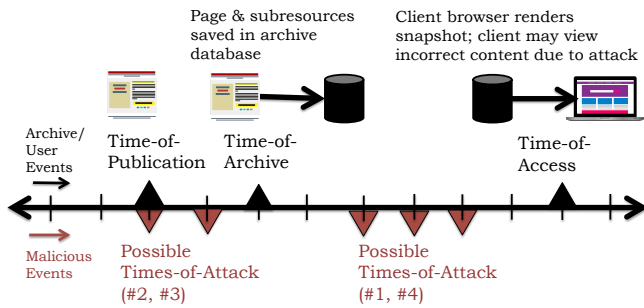 Page & subresources
saved in archive
database
Client browser renders
snapshot; client may view
incorrect content due to attack
Archive/
User
Events
Time-of-
Publication
Time-of-
Archive
Time-of-
Access
Malicious
Events
Possible
Times-of-Attack
(#2, #3)
Possible
Times-of-Attack
(#1, #4)